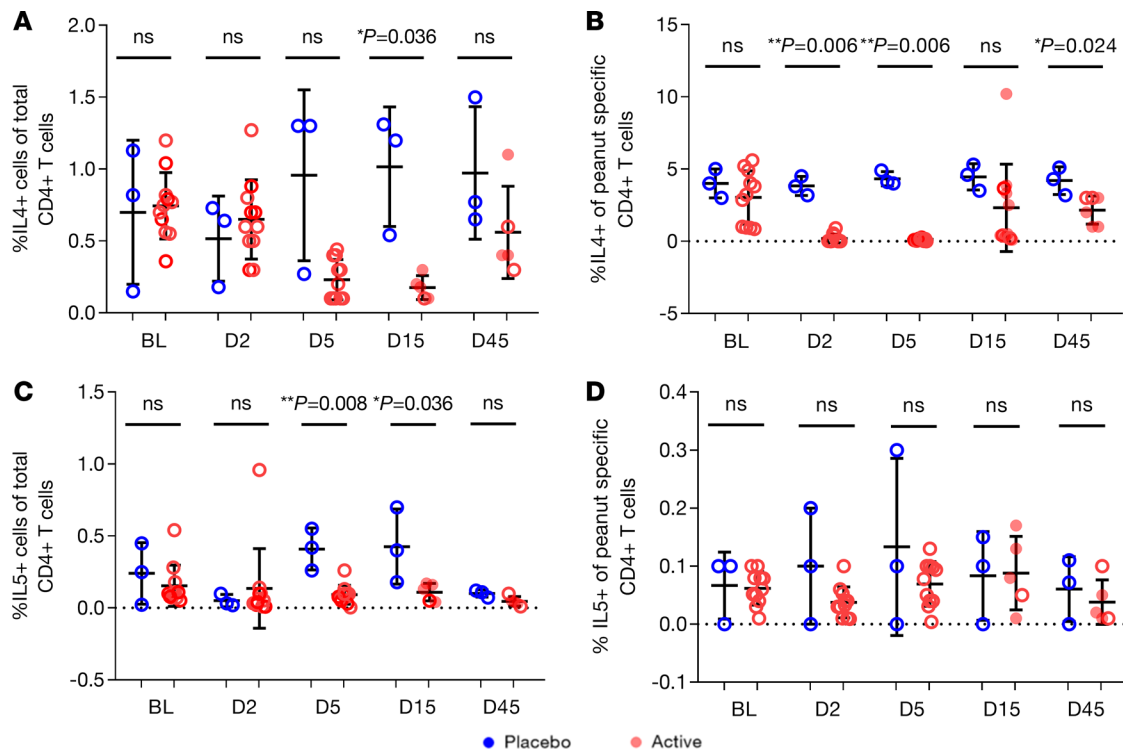 A
%IL4+ cells of total
CD4+ T cells
2.0
1.5
1.0
0.5
0.0
ns
ns
ns
*P=0.036
ns
BL
D2
D5
D15
D45
B
%IL4+ of peanut specific
CD4+ T cells
15
10
5
0
-5
ns
**P=0.006
**P=0.006
ns
*P=0.024
BL
D2
D5
D15
D45
C
%IL5+ cells of total
CD4+ T cells
1.5
1.0
0.5
0.0
-0.5
ns
ns
**P=0.008
*P=0.036
ns
BL
D2
D5
D15
D45
D
% IL5+ of peanut specific
CD4+ T cells
0.4
0.3
0.2
0.1
0.0
-0.1
ns
ns
ns
ns
ns
BL
D2
D5
D15
D45
Placebo
Active